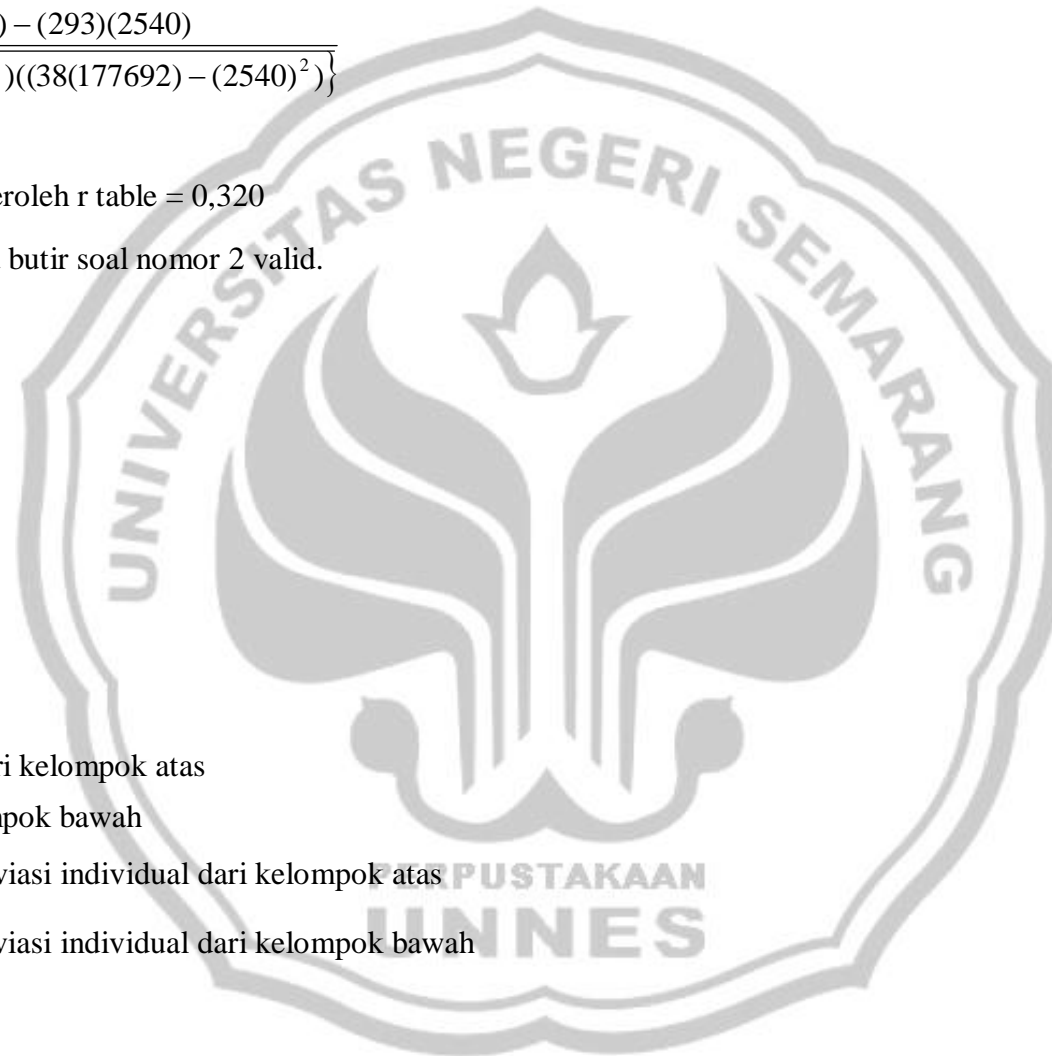 ) – (293)(2540)
)((38(177692) – (2540)²)}
eroleh r table = 0,320
butir soal nomor 2 valid.
UNIVERSITAS NEGERI SEMARANG
ri kelompok atas
mpok bawah
viasi individual dari kelompok atas
PERPUSTAKAAN
UNNES
viasi individual dari kelompok bawah